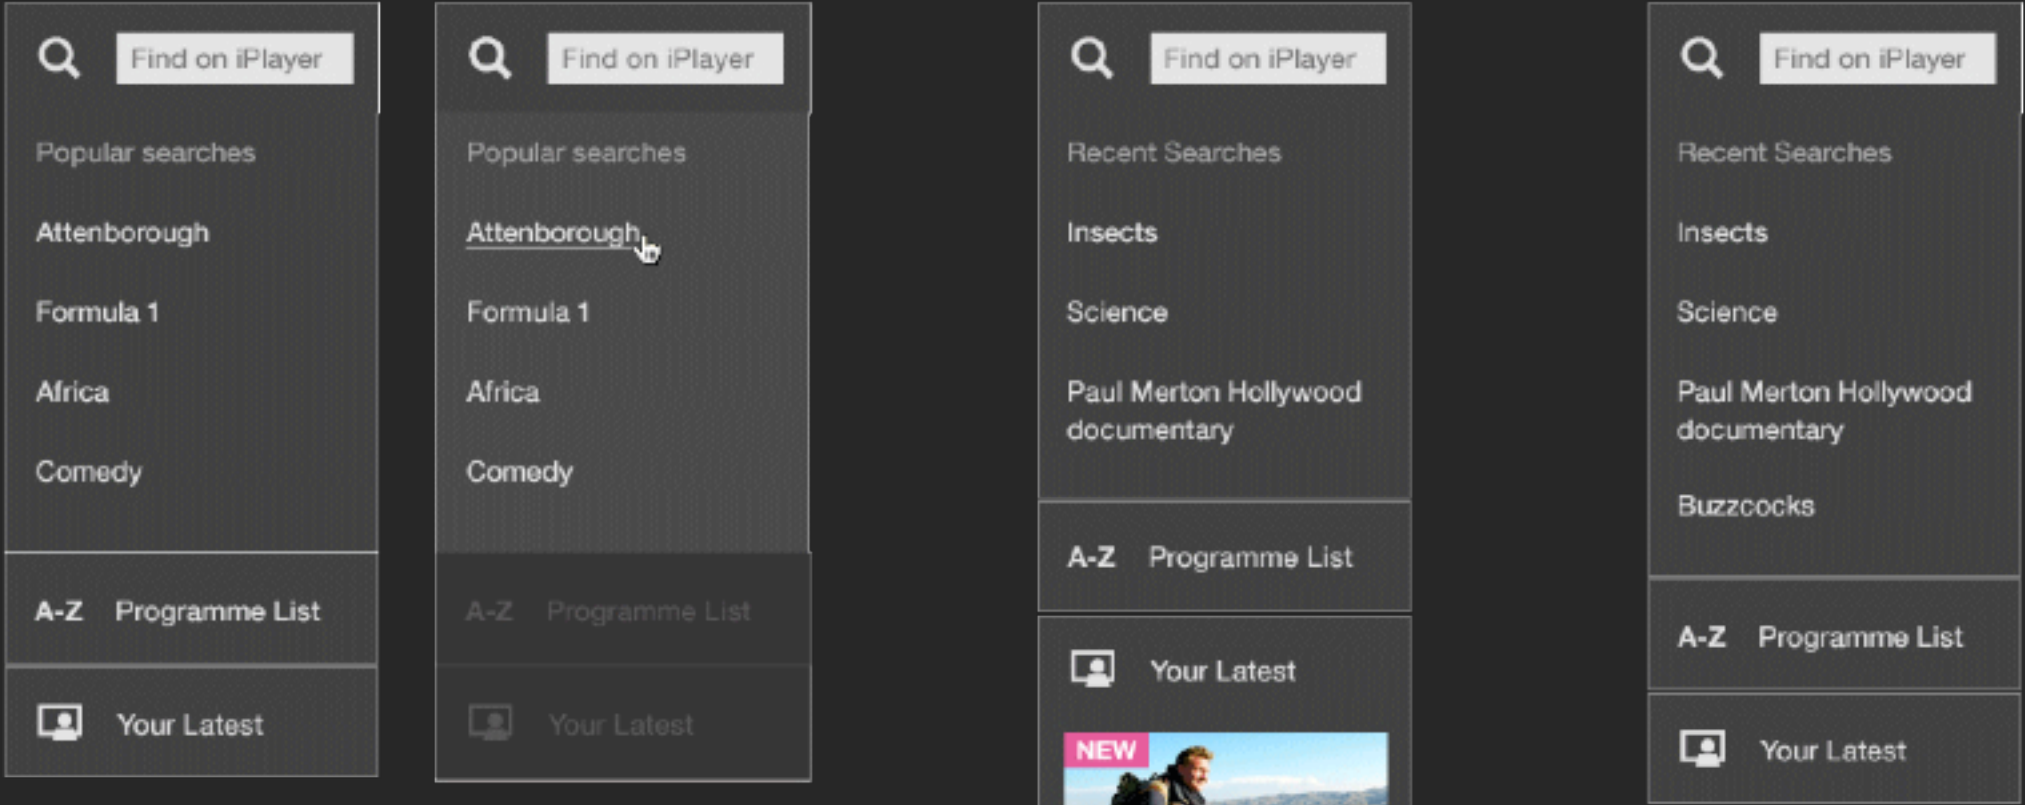 Find on iPlayer
Popular searches
Attenborough
Formula 1
Africa
Comedy
A-Z Programme List
Your Latest
Find on iPlayer
Popular searches
Attenborough
Formula 1
Africa
Comedy
A-Z Programme List
Your Latest
Find on iPlayer
Recent Searches
Insects
Science
Paul Merton Hollywood
documentary
A-Z Programme List
Your Latest
NEW
Find on iPlayer
Recent Searches
Insects
Science
Paul Merton Hollywood
documentary
Buzzcocks
A-Z Programme List
Your Latest